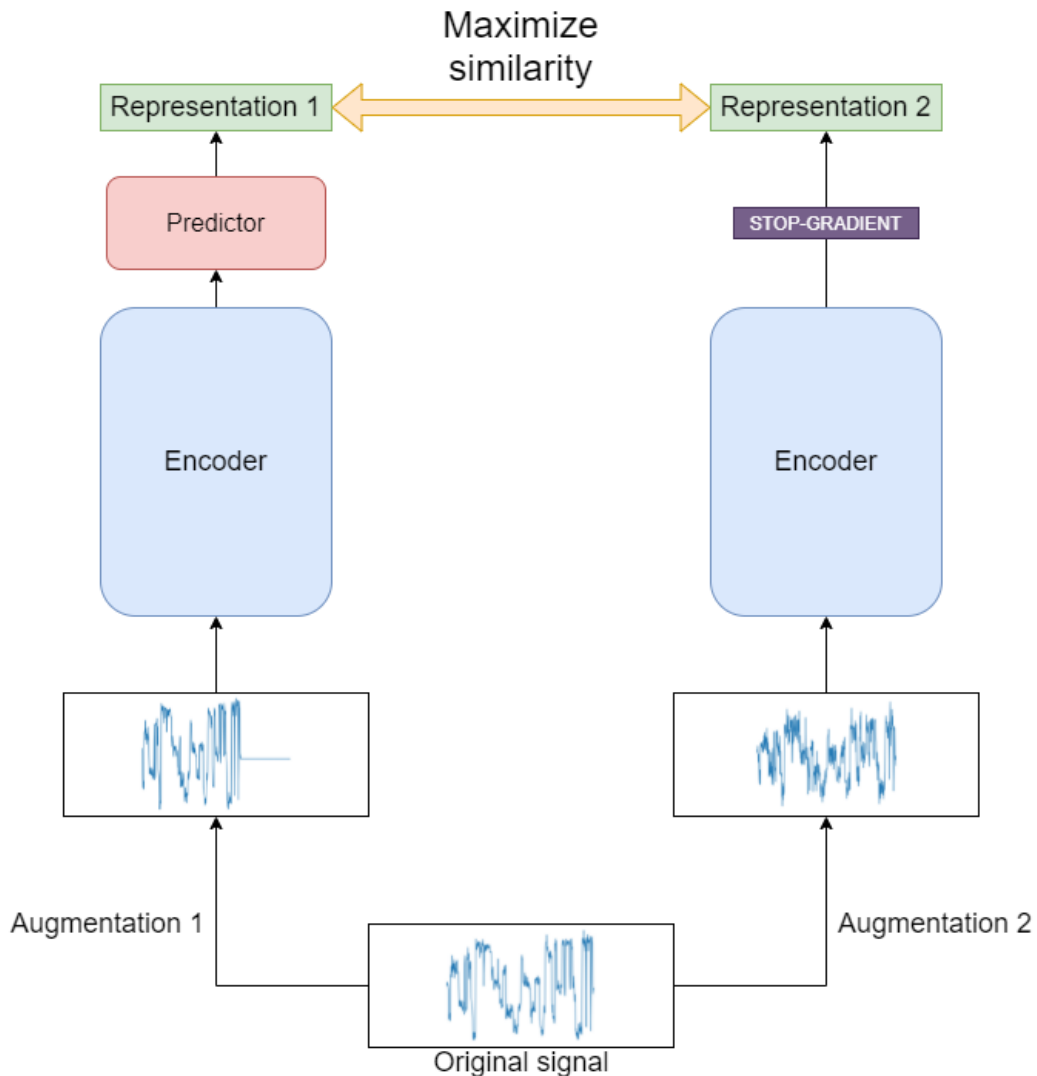 Maximize
similarity
Representation 1
Representation 2
Predictor
STOP-GRADIENT
Encoder
Encoder
Augmentation 1
Augmentation 2
Original signal